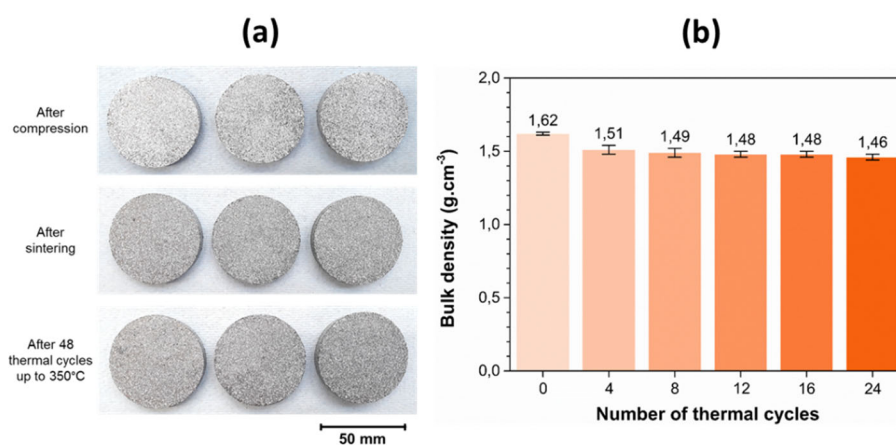 (a)
After
compression
After
sintering
After 48
thermal cycles
up to 350°C
50 mm
(b)
Bulk density (g.cm⁻³)
2,0
1,5
1,0
0,5
0,0
1,62
1,51
1,49
1,48
1,48
1,46
0 4 8 12 16 24
Number of thermal cycles